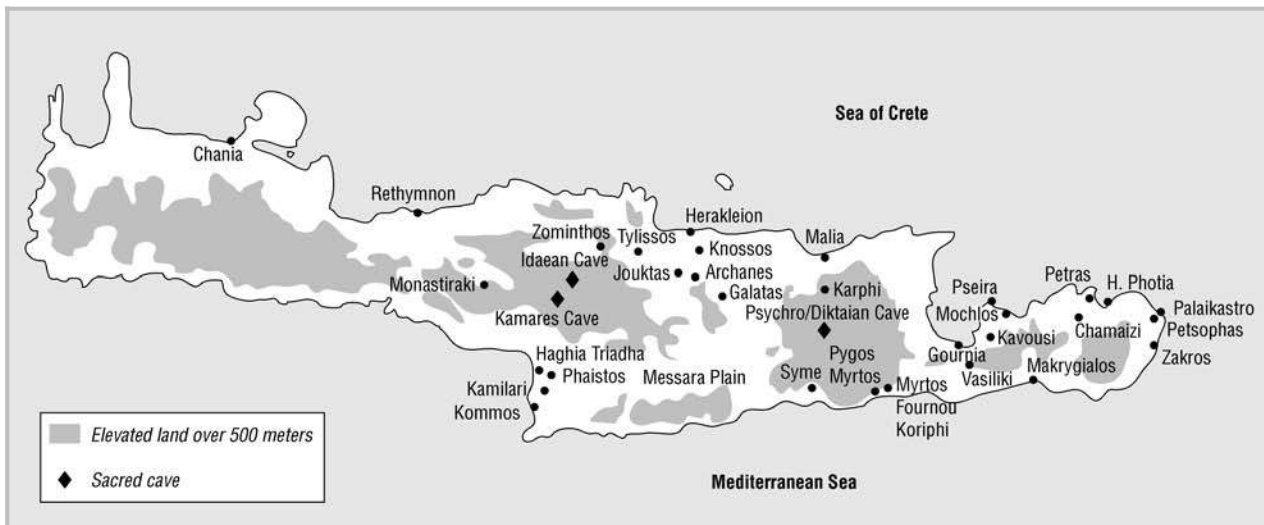 Sea of Crete
Chania
Rethymnon
Herakleion
Zominthos
Tylissos
Knossos
Malia
Idaean Cave
Jouktas
Archanes
Monastiraki
Galatas
Karphi
Kamares Cave
Psychro/Diktaian Cave
Pseira
Petras
H. Photia
Mochlos
Palaikastro
Petsophas
Chamaizi
Kavousi
Zakros
Gournia
Vasiliki
Makrygialos
Haghia Triadha
Phaistos
Messara Plain
Kamilari
Kommos
Syme
Pygos
Myrtos
Myrtos
Fournou
Koriphi
Elevated land over 500 meters
Sacred cave
Mediterranean Sea